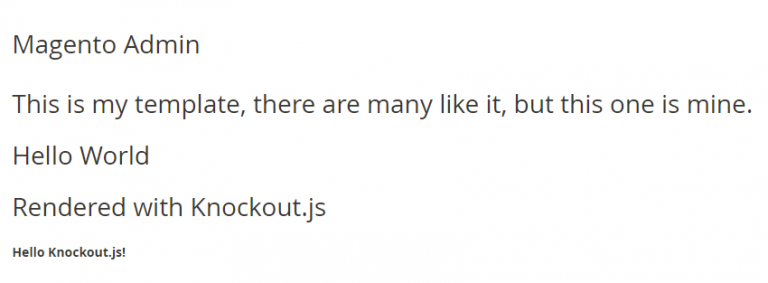 Magento Admin
This is my template, there are many like it, but this one is mine.
Hello World
Rendered with Knockout.js
Hello Knockout.js!